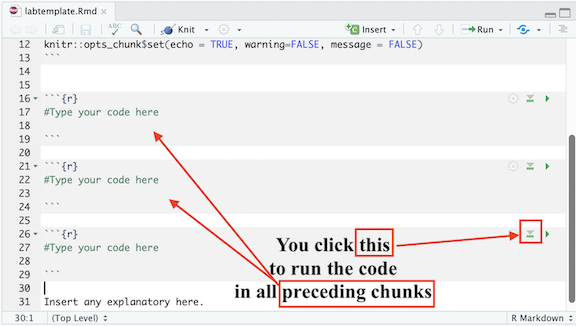 labtemplate.Rmd
ABC Knit Insert Run
12 knitr::opts_chunk$set(echo = TRUE, warning=FALSE, message = FALSE)
13 ```
14
15
16 ```{r}
17 #Type your code here
18
19 ```
20
21 ```{r}
22 #Type your code here
23
24 ```
25
26 ```{r}
27 #Type your code here
28
29 ```
30
31 Insert any explanatory here.
You click this
to run the code
in all preceding chunks
30:1 (Top Level) R Markdown